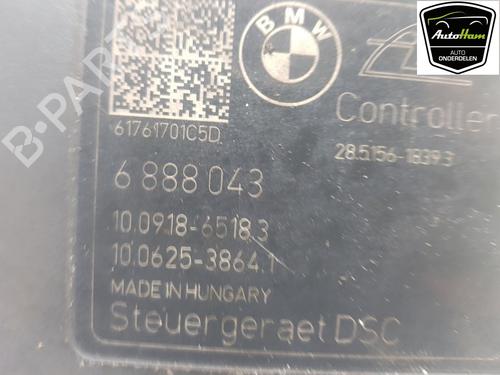 AutoHam
AUTO
ONDERDELEN
BMW
61761701C5D
Controller
28.5156-1839.3
6 888 043
10.0918-6518.3
10.0625-3864.1
MADE IN HUNGARY
Steuergeraet DSC
B-PARTS